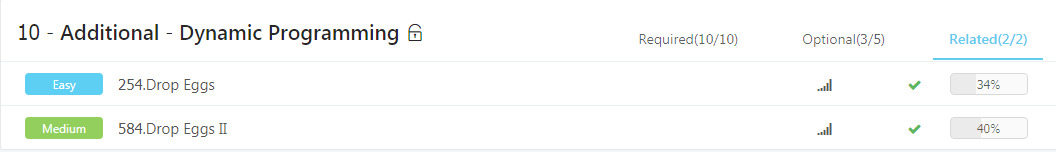 10 - Additional - Dynamic Programming Required(10/10) Optional(3/5) Related(2/2)
Easy 254.Drop Eggs 34%
Medium 584.Drop Eggs II 40%